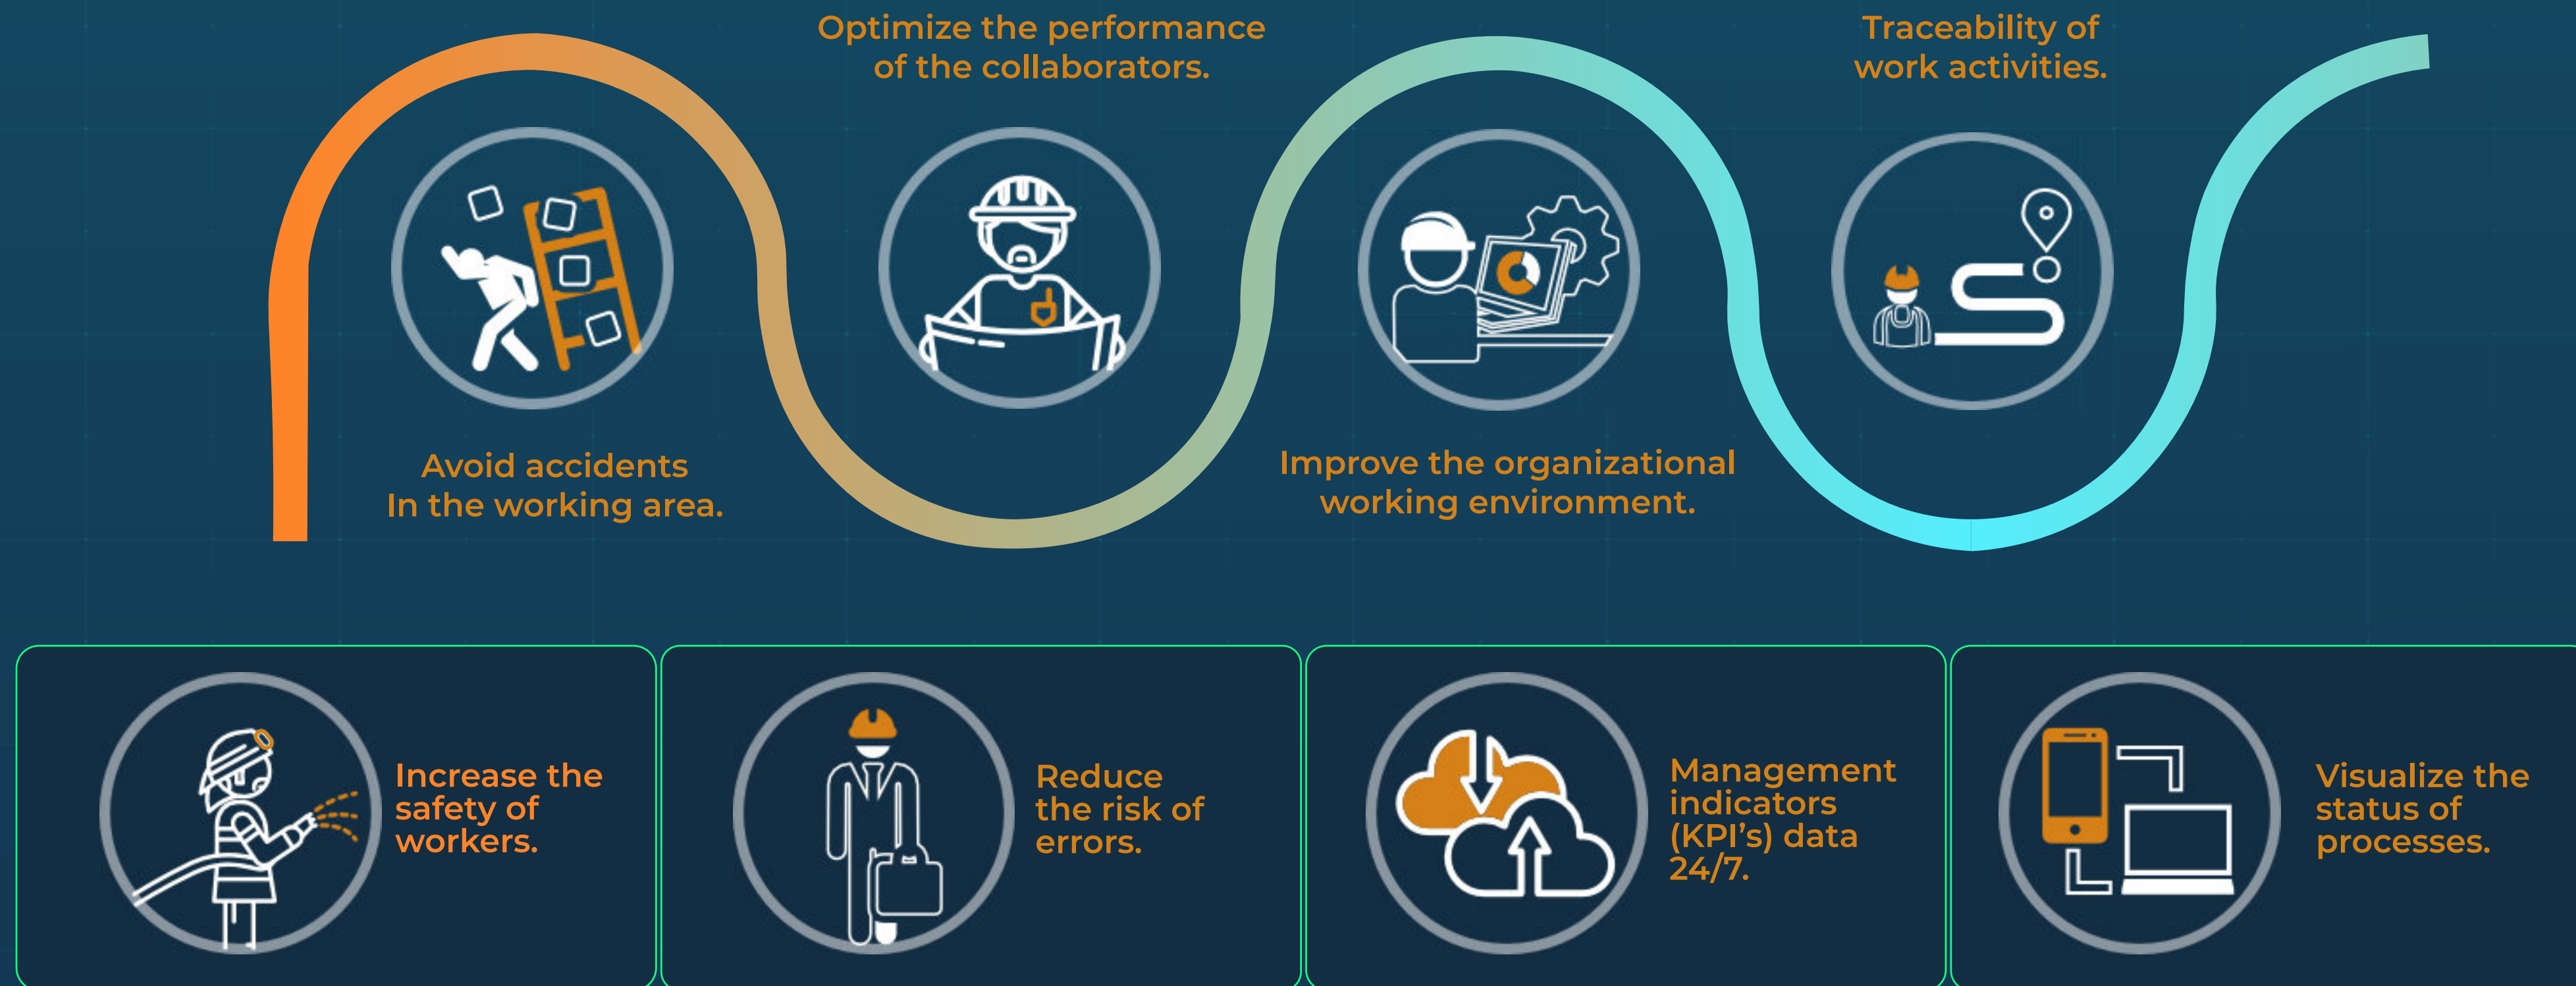 Optimize the performance
of the collaborators.
Traceability of
work activities.
Avoid accidents
In the working area.
Improve the organizational
working environment.
Increase the
safety of
workers.
Reduce
the risk of
errors.
Management
indicators
(KPI's) data
24/7.
Visualize the
status of
processes.